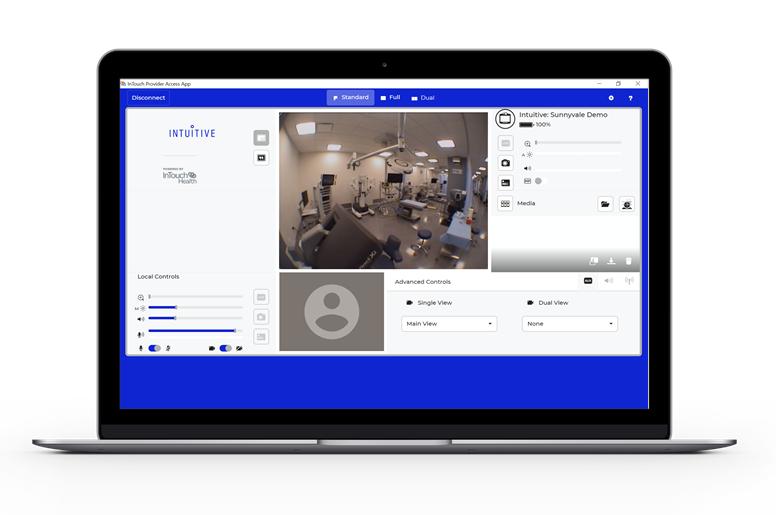 InTouch Provider Access App
Disconnect
Standard
Full
Dual
?
INTUITIVE
POWERED BY
InTouch
Health
Intuitive: Sunnyvale Demo
100%
A
Media
Local Controls
M
Advanced Controls
Single View
Dual View
Main View
None